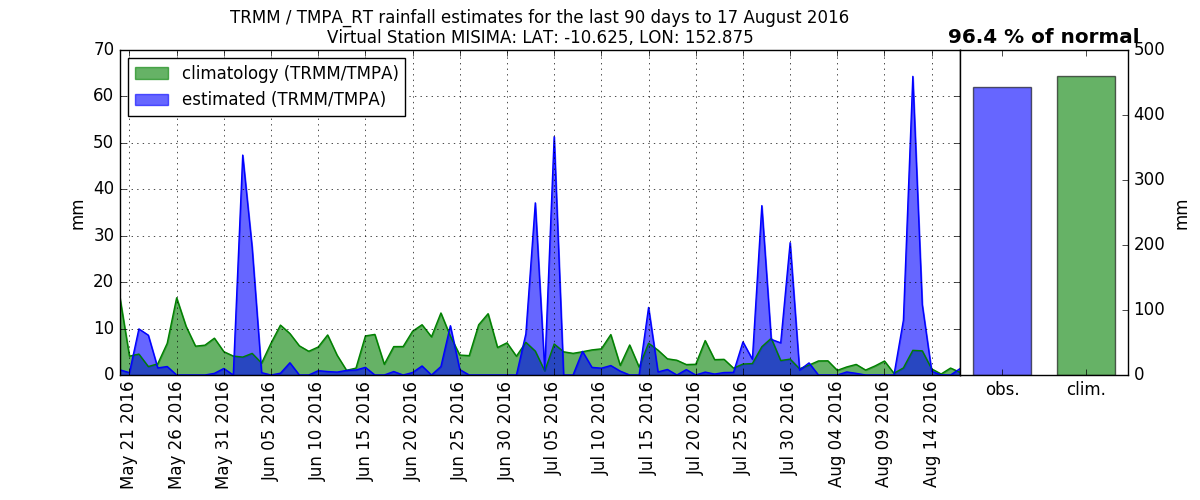 TRMM / TMPA_RT rainfall estimates for the last 90 days to 17 August 2016
Virtual Station MISIMA: LAT: -10.625, LON: 152.875
96.4 % of normal
climatology (TRMM/TMPA)
estimated (TRMM/TMPA)
mm
70
60
50
40
30
20
10
0
May 21 2016
May 26 2016
May 31 2016
Jun 05 2016
Jun 10 2016
Jun 15 2016
Jun 20 2016
Jun 25 2016
Jun 30 2016
Jul 05 2016
Jul 10 2016
Jul 15 2016
Jul 20 2016
Jul 25 2016
Jul 30 2016
Aug 04 2016
Aug 09 2016
Aug 14 2016
obs.
clim.
500
400
300
200
100
0
mm